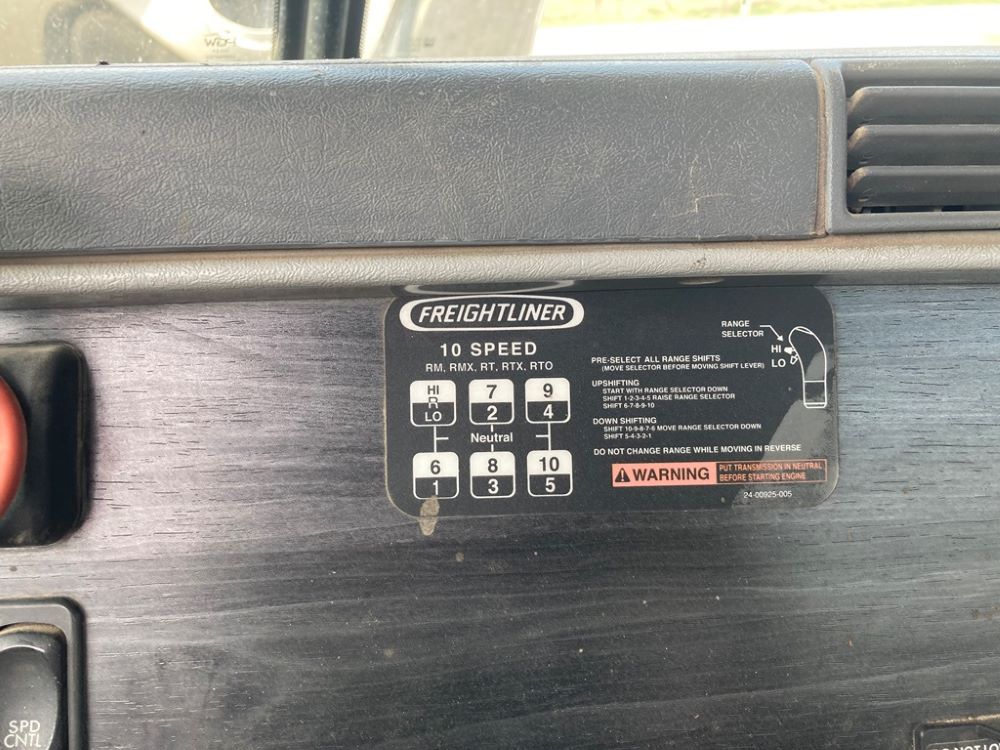 FREIGHTLINER
10 SPEED
RM, RMX, RT, RTX, RTO
HI
R
LO
7
2
9
4
Neutral
6
1
8
3
10
5
RANGE
SELECTOR
HI
LO
PRE-SELECT ALL RANGE SHIFTS
(MOVE SELECTOR BEFORE MOVING SHIFT LEVER)
UPSHIFTING
START WITH RANGE SELECTOR DOWN
SHIFT 1-2-3-4-5 RAISE RANGE SELECTOR
SHIFT 6-7-8-9-10
DOWN SHIFTING
SHIFT 10-9-8-7-6 MOVE RANGE SELECTOR DOWN
SHIFT 5-4-3-2-1
DO NOT CHANGE RANGE WHILE MOVING IN REVERSE
WARNING
PUT TRANSMISSION IN NEUTRAL
BEFORE STARTING ENGINE
24-00925-005
SPD
CNTL
NOT